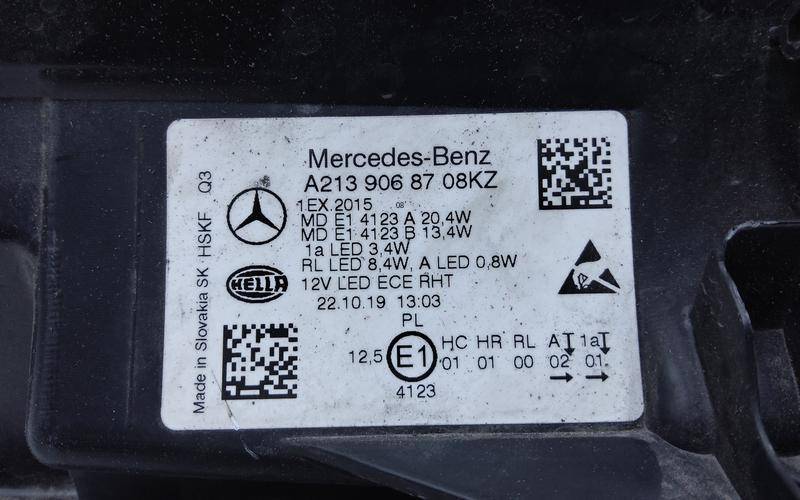 Mercedes-Benz
A213 906 87 08KZ
1EX 2015 08
MD E1 4123 A 20,4W
MD E1 4123 B 13,4W
1a LED 3,4W
RL LED 8,4W, A LED 0,8W
12V LED ECE RHT
22.10.19 13:03
PL
HC HR RL A 1a
12,5 E1 01 01 00 02 01
4123
HELLA
Made in Slovakia SK HSKF Q3